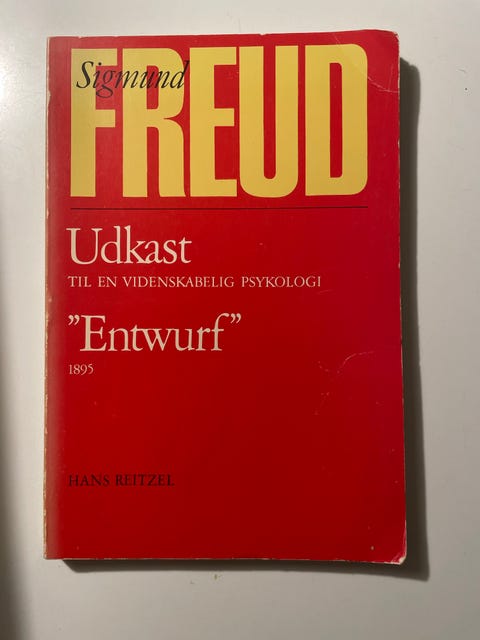 Sigmund
FREUD
Udkast
TIL EN VIDENSKABELIG PSYKOLOGI
”Entwurf”
1895
HANS REITZEL